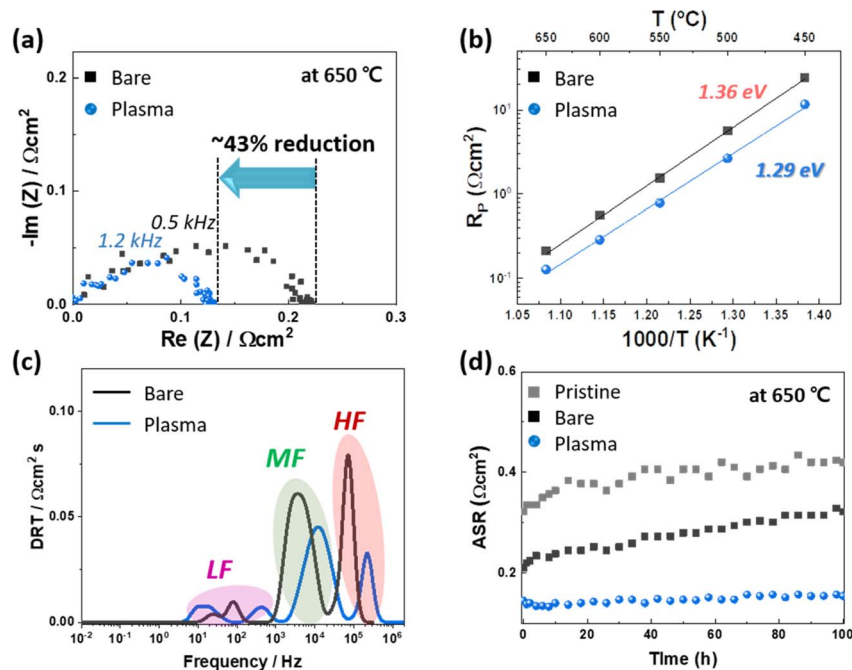 (a)
0.2
0.1
0.0
-Im (Z) / Ωcm²
Bare
Plasma
at 650 ℃
~43% reduction
0.5 kHz
1.2 kHz
0.0 0.1 0.2 0.3
Re (Z) / Ωcm²
(b)
T (°C)
650 600 550 500 450
Bare
Plasma
1.36 eV
1.29 eV
10¹
10⁰
10⁻¹
R_P (Ωcm²)
1.05 1.10 1.15 1.20 1.25 1.30 1.35 1.40
1000/T (K⁻¹)
(c)
Bare
Plasma
HF
MF
LF
0.10
0.05
0.00
DRT / Ωcm² s
10⁻² 10⁻¹ 10⁰ 10¹ 10² 10³ 10⁴ 10⁵ 10⁶
Frequency / Hz
(d)
Pristine
Bare
Plasma
at 650 ℃
0.6
0.4
0.2
ASR (Ωcm²)
0 20 40 60 80 100
Time (h)